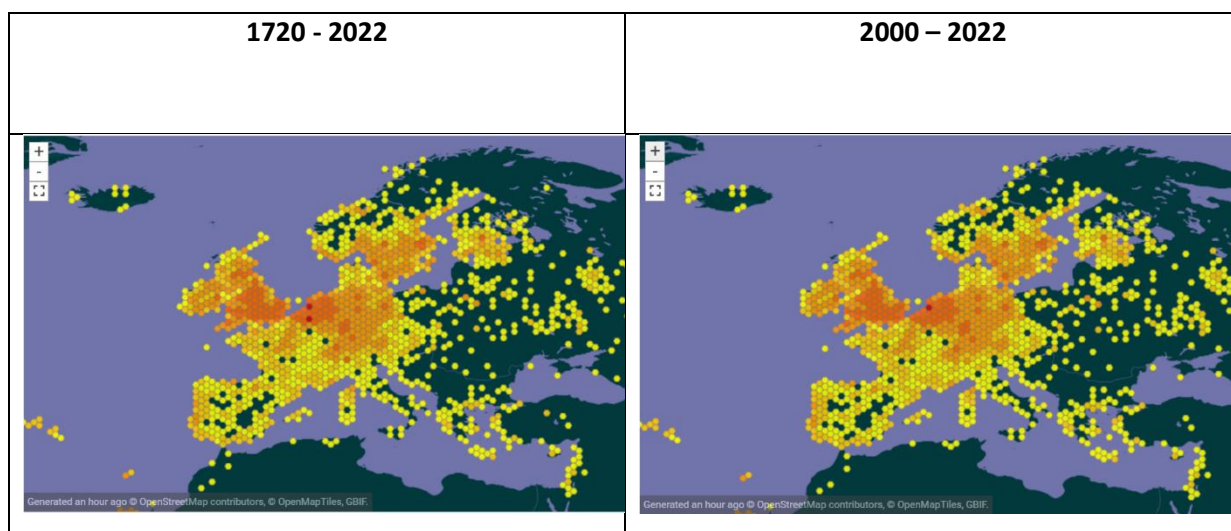 1720 - 2022
2000 – 2022
+
-
Generated an hour ago © OpenStreetMap contributors, © OpenMapTiles, GBIF.
+
-
Generated an hour ago © OpenStreetMap contributors, © OpenMapTiles, GBIF.